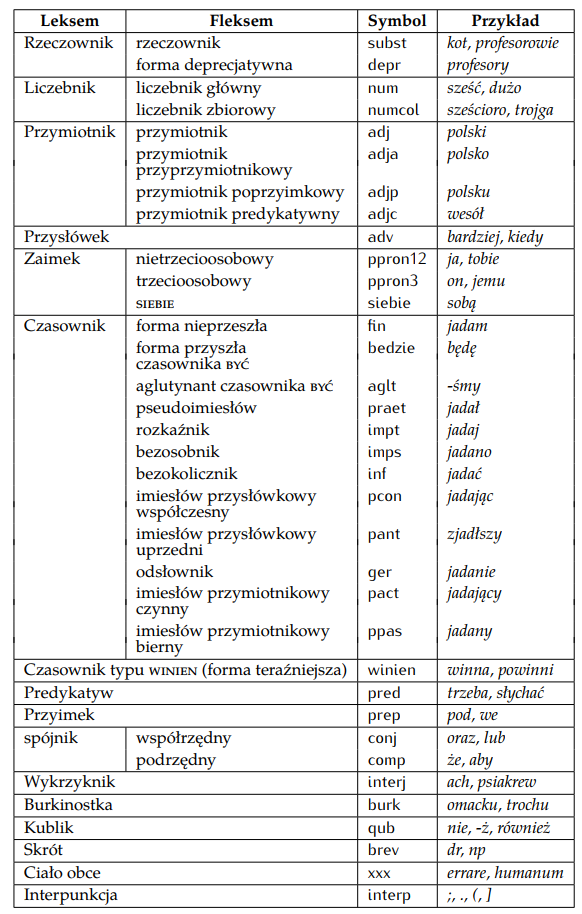 Leksem Fleksem Symbol Przykład
Rzeczownik rzeczownik subst kot, profesorowie
forma deprecjatywna depr profesory
Liczebnik liczebnik główny num sześć, dużo
liczebnik zbiorowy numcol sześcioro, trojga
Przymiotnik przymiotnik adj polski
przymiotnik adja polsko
przyprzymiotnikowy
przymiotnik poprzyimkowy adjp polsku
przymiotnik predykatywny adjc wesół
Przysłówek adv bardziej, kiedy
Zaimek nietrzecioosobowy ppron12 ja, tobie
trzecioosobowy ppron3 on, jemu
SIEBIE siebie sobą
Czasownik forma nieprzeszła fin jadam
forma przyszła bedzie będę
czasownika BYĆ
aglutynant czasownika BYĆ aglt -śmy
pseudoimiesłów praet jadał
rozkaźnik impt jadaj
bezosobnik imps jadano
bezokolicznik inf jadać
imiesłów przysłówkowy pcon jadając
współczesny
imiesłów przysłówkowy pant zjadłszy
uprzedni
odsłownik ger jadanie
imiesłów przymiotnikowy pact jadający
czynny
imiesłów przymiotnikowy ppas jadany
bierny
Czasownik typu WINIEN (forma teraźniejsza) winien winna, powinni
Predykatyw pred trzeba, słychać
Przyimek prep pod, we
spójnik współrzędny conj oraz, lub
podrzędny comp że, aby
Wykrzyknik interj ach, psiakrew
Burkinostka burk omacku, trochu
Kublik qub nie, -ż, również
Skrót brev dr, np
Ciało obce xxx errare, humanum
Interpunkcja interp ;, ., (, ]